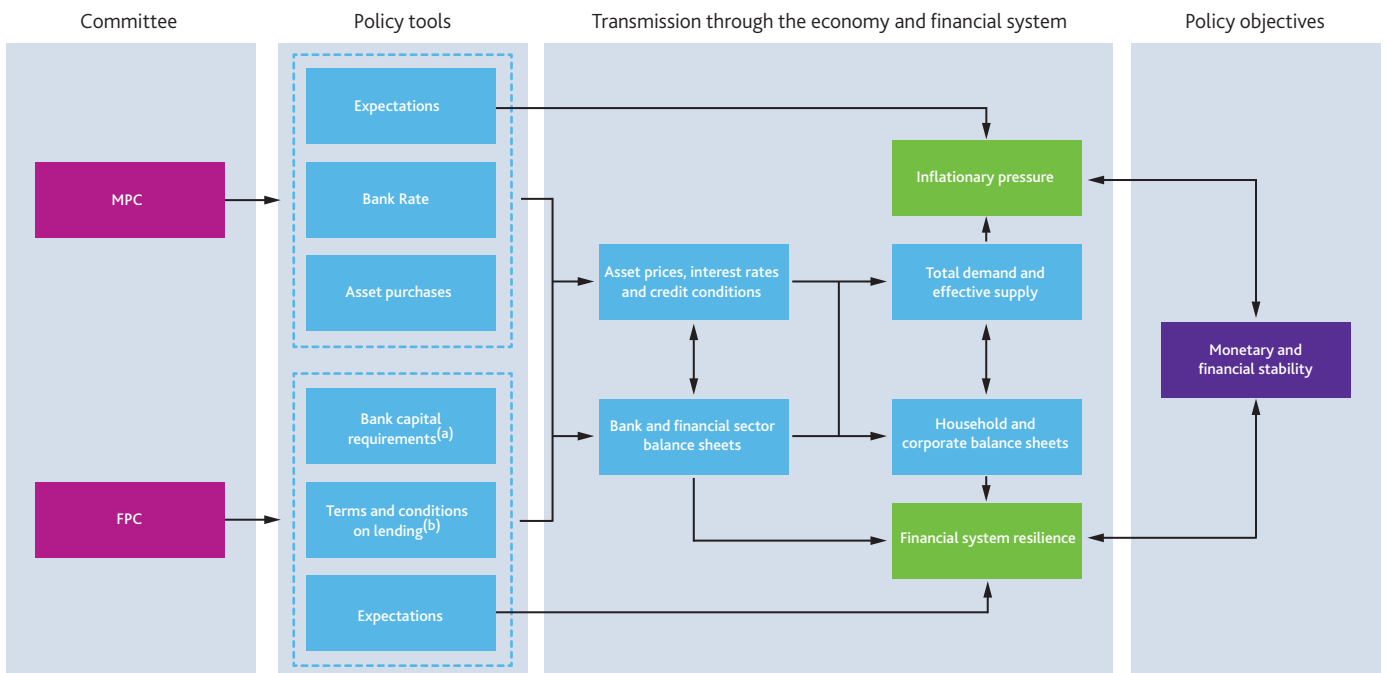 Committee
Policy tools
Transmission through the economy and financial system
Policy objectives
MPC
FPC
Expectations
Bank Rate
Asset purchases
Bank capital
requirements(a)
Terms and conditions
on lending(b)
Expectations
Asset prices, interest rates
and credit conditions
Bank and financial sector
balance sheets
Inflationary pressure
Total demand and
effective supply
Household and
corporate balance sheets
Financial system resilience
Monetary and
financial stability